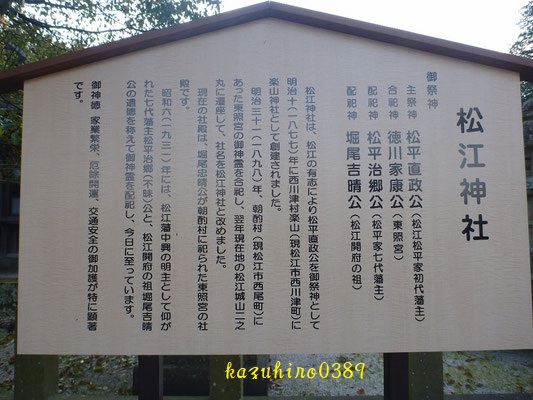 松江神社
御祭神
主祭神 松平直政公（松江松平家初代藩主）
合祀神 徳川家康公（東照宮）
配祀神 松平治郷公（松平家七代藩主）
配祀神 堀尾吉晴公（松江開府の祖）
松江神社は、松江の有志により松平直政公を御祭神として
明治十（一八七七）年に西川津村楽山（現松江市西川津町）に
楽山神社として創建されました。
明治三十一（一八九八）年、朝酌村（現松江市西尾町）に
あった東照宮の御神霊を合祀し、翌年現在地の松江城山二之
丸に遷座して、社名を松江神社と改めました。
現在の社殿は、堀尾忠晴公が朝酌村に祀られた東照宮の社
殿です。
昭和六（一九三一）年には、松江藩中興の明主として仰が
れた七代藩主松平治郷（不昧）公と、松江開府の祖堀尾吉晴
公の遺徳を称えて御神霊を配祀し、今日に至っています。
御神徳 家業繁栄、厄除開運、交通安全の御加護が特に顕著
です。
kazuhiro0389